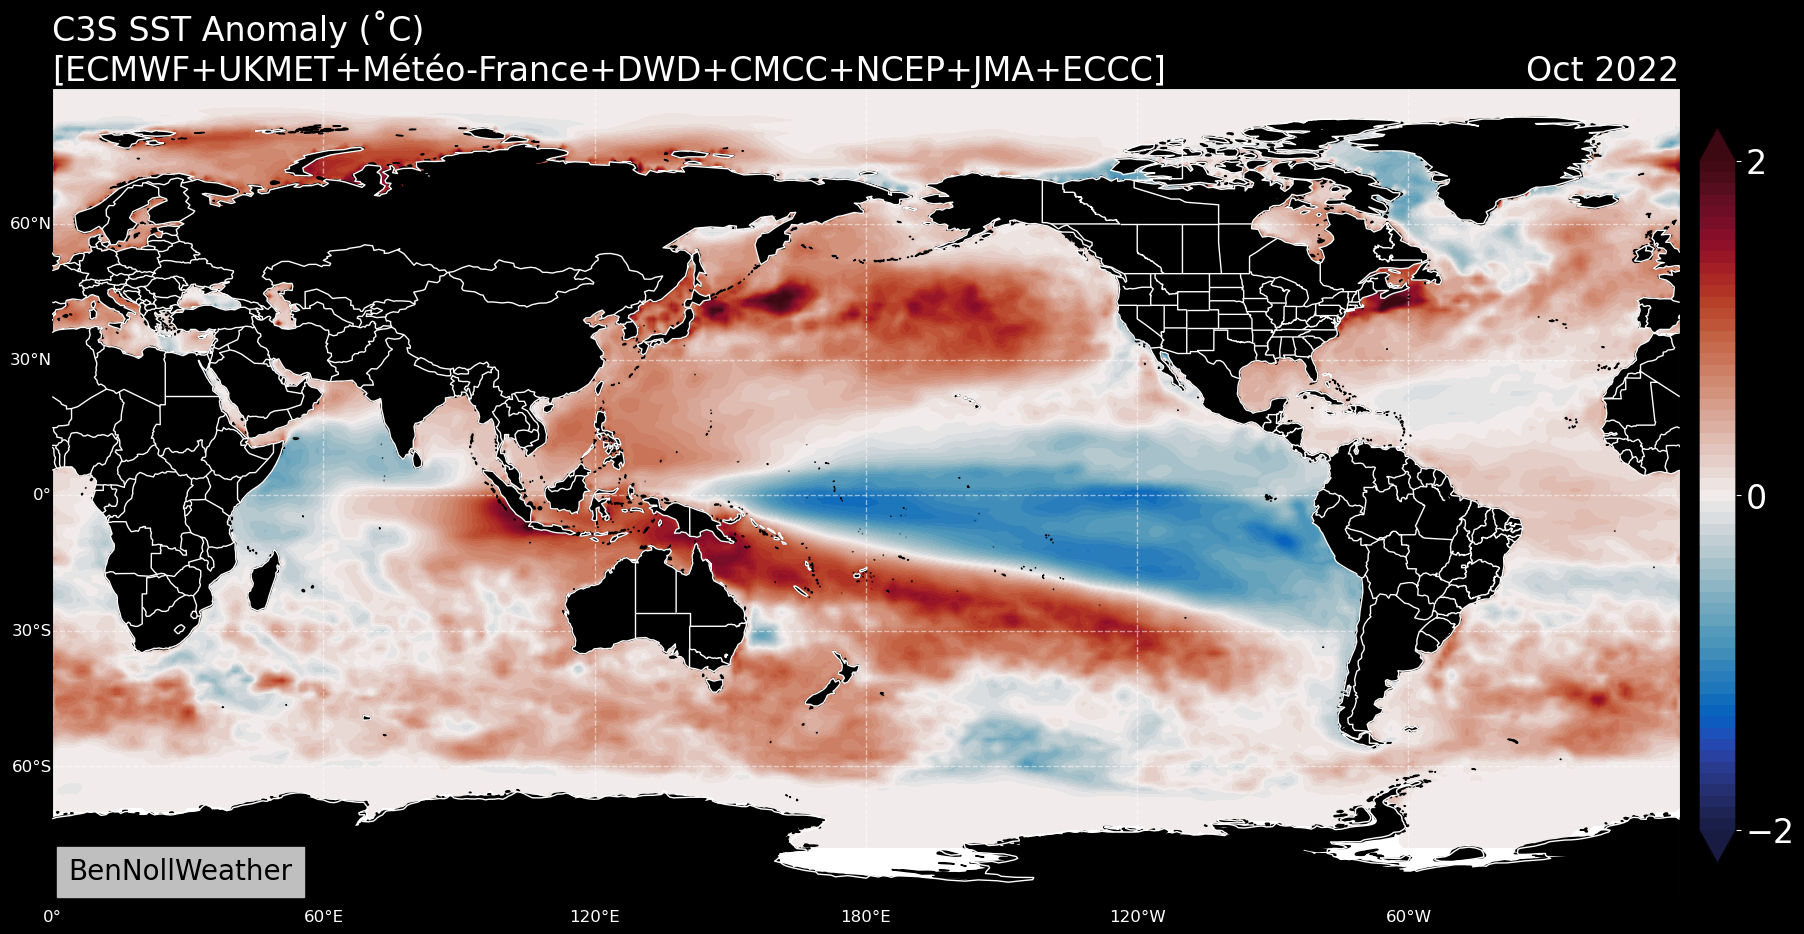 C3S SST Anomaly (˚C)
[ECMWF+UKMET+Météo-France+DWD+CMCC+NCEP+JMA+ECCC]
Oct 2022
60°N
30°N
0°
30°S
60°S
2
0
−2
BenNollWeather
0°
60°E
120°E
180°E
120°W
60°W